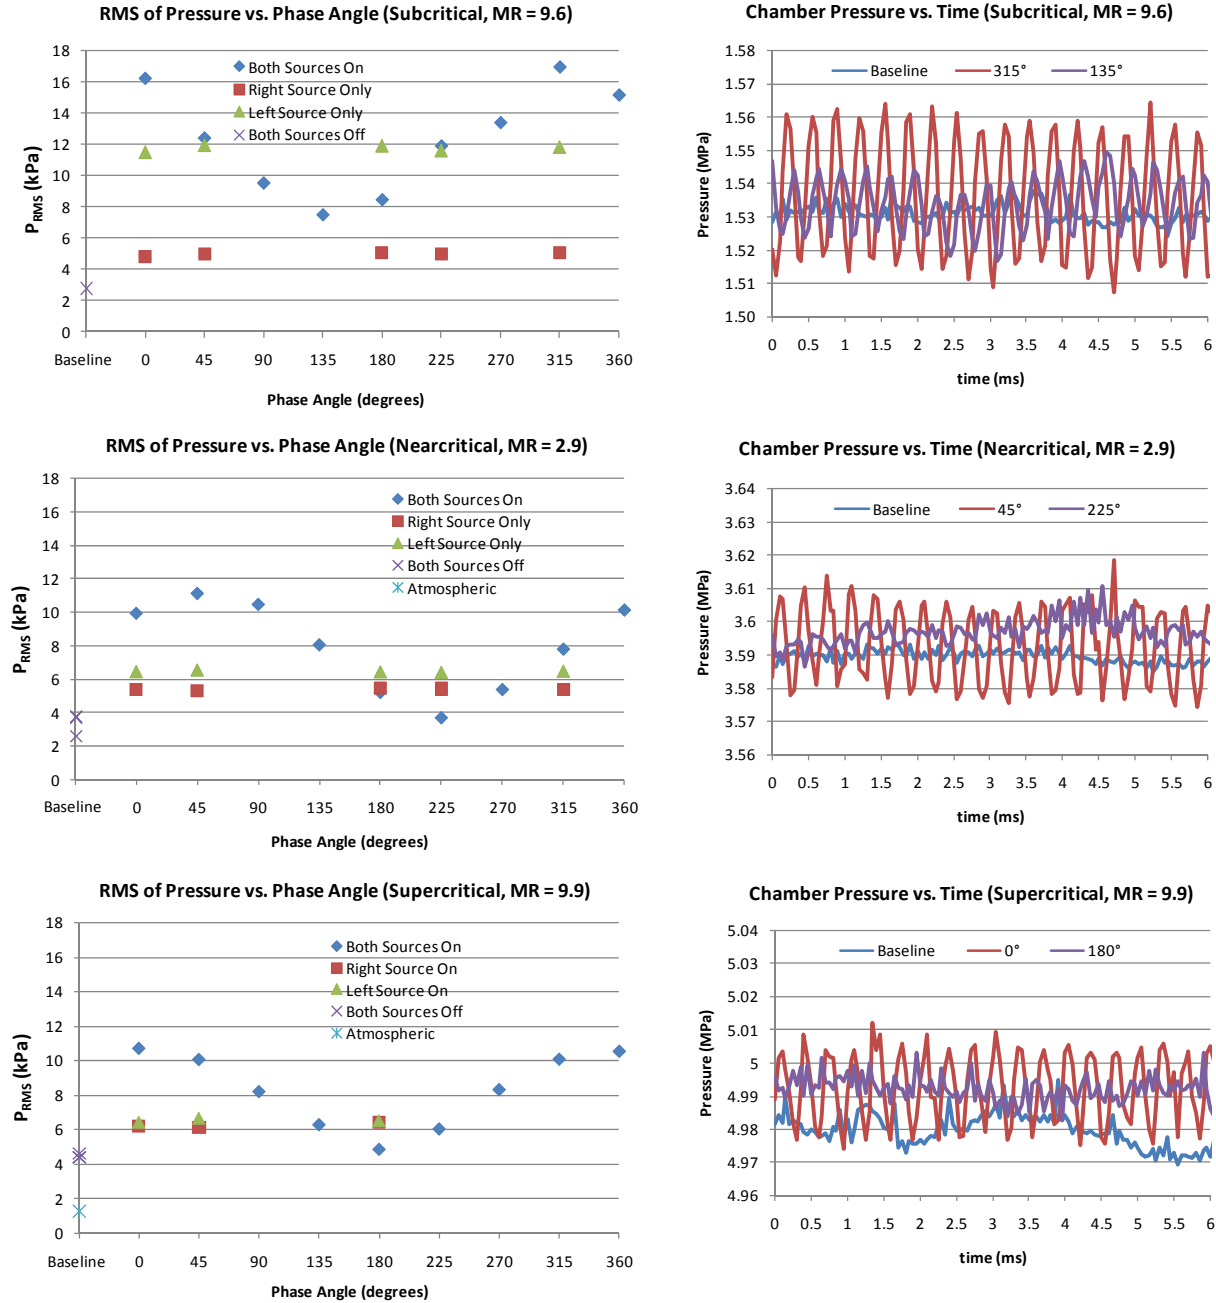 RMS of Pressure vs. Phase Angle (Subcritical, MR = 9.6)
18
16
14
12
10
8
6
4
2
0
P_RMS (kPa)
Both Sources On
Right Source Only
Left Source Only
Both Sources Off
Baseline 0 45 90 135 180 225 270 315 360
Phase Angle (degrees)
Chamber Pressure vs. Time (Subcritical, MR = 9.6)
1.58
1.57
1.56
1.55
1.54
1.53
1.52
1.51
1.50
Pressure (MPa)
Baseline 315° 135°
0 0.5 1 1.5 2 2.5 3 3.5 4 4.5 5 5.5 6
time (ms)
RMS of Pressure vs. Phase Angle (Nearcritical, MR = 2.9)
18
16
14
12
10
8
6
4
2
0
P_RMS (kPa)
Both Sources On
Right Source Only
Left Source Only
Both Sources Off
Atmospheric
Baseline 0 45 90 135 180 225 270 315 360
Phase Angle (degrees)
Chamber Pressure vs. Time (Nearcritical, MR = 2.9)
3.64
3.63
3.62
3.61
3.6
3.59
3.58
3.57
3.56
Pressure (MPa)
Baseline 45° 225°
0 0.5 1 1.5 2 2.5 3 3.5 4 4.5 5 5.5 6
time (ms)
RMS of Pressure vs. Phase Angle (Supercritical, MR = 9.9)
18
16
14
12
10
8
6
4
2
0
P_RMS (kPa)
Both Sources On
Right Source On
Left Source On
Both Sources Off
Atmospheric
Baseline 0 45 90 135 180 225 270 315 360
Phase Angle (degrees)
Chamber Pressure vs. Time (Supercritical, MR = 9.9)
5.04
5.03
5.02
5.01
5
4.99
4.98
4.97
4.96
Pressure (MPa)
Baseline 0° 180°
0 0.5 1 1.5 2 2.5 3 3.5 4 4.5 5 5.5 6
time (ms)